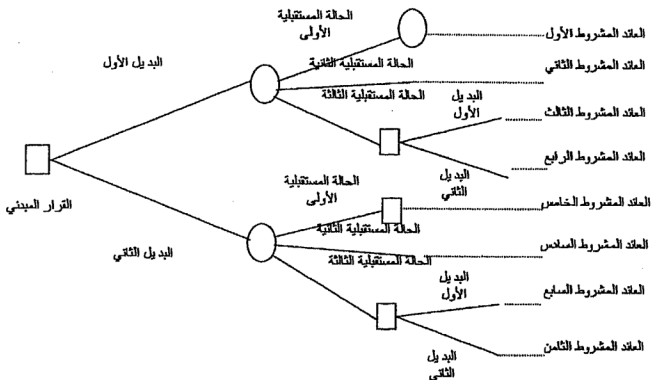 الحالة المستقبلية
الأولى
العائد المشروط الأول
البديل الأول
الحالة المستقبلية الثانية
العائد المشروط الثاني
الحالة المستقبلية الثالثة
البديل
الأول
العائد المشروط الثالث
العائد المشروط الرابع
البديل
الثاني
القرار المبدئي
الحالة المستقبلية
الأولى
العائد المشروط الخامس
الحالة المستقبلية الثانية
البديل الثاني
العائد المشروط السادس
الحالة المستقبلية الثالثة
البديل
الأول
العائد المشروط السابع
العائد المشروط الثامن
البديل
الثاني